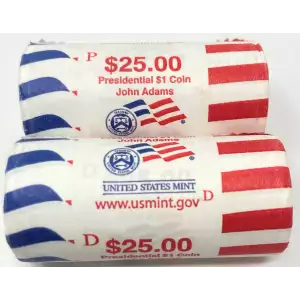 P $25.00
Presidential $1 Coin
John Adams
John Adams
UNITED STATES MINT
www.usmint.gov D
D $25.00
Presidential $1 Coin